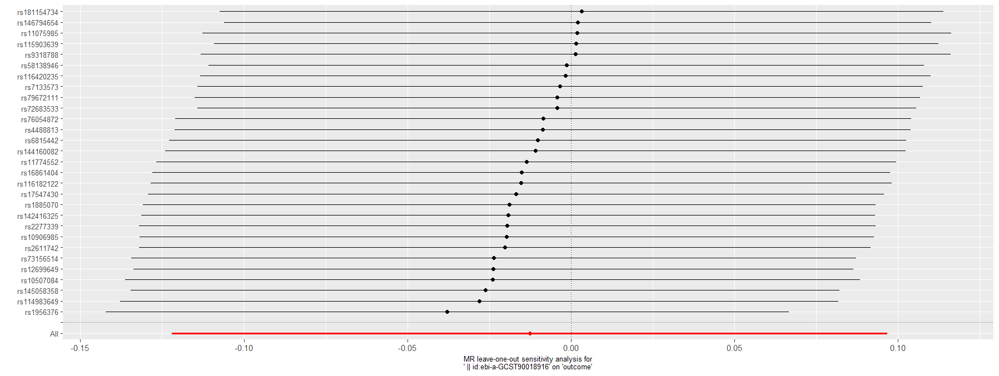 rs181154734
rs146794654
rs11075985
rs115903639
rs9318788
rs58138946
rs116420235
rs7133573
rs79672111
rs72683533
rs76054872
rs4488813
rs6815442
rs144160082
rs11774552
rs16861404
rs116182122
rs17547430
rs1885070
rs142416325
rs2277339
rs10906985
rs2611742
rs73156514
rs12699649
rs10507084
rs145058358
rs114983649
rs1956376
All
-0.15 -0.10 -0.05 0.00 0.05 0.10
MR leave-one-out sensitivity analysis for
' || id:ebi-a-GCST90018916' on 'outcome'